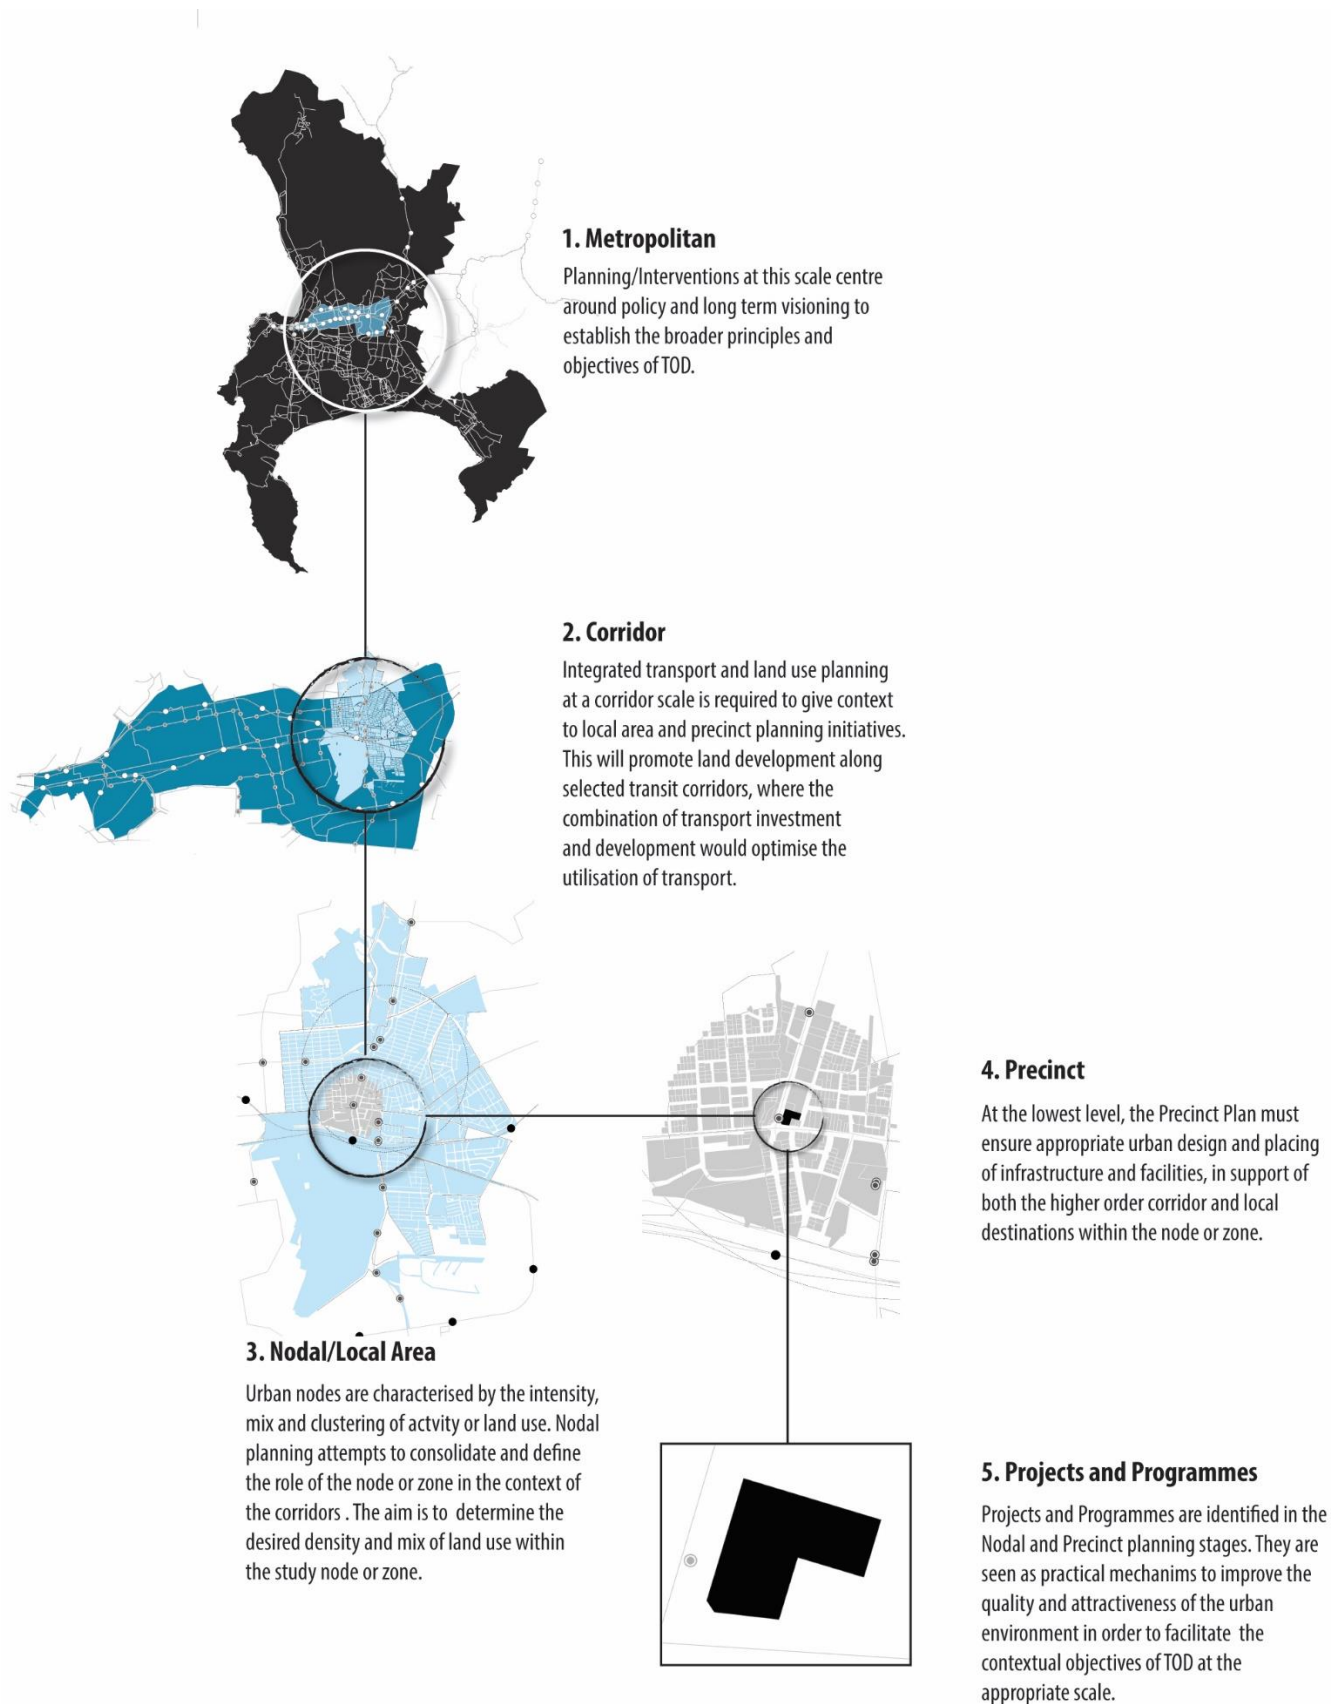 1. Metropolitan
Planning/Interventions at this scale centre
around policy and long term visioning to
establish the broader principles and
objectives of TOD.
2. Corridor
Integrated transport and land use planning
at a corridor scale is required to give context
to local area and precinct planning initiatives.
This will promote land development along
selected transit corridors, where the
combination of transport investment
and development would optimise the
utilisation of transport.
3. Nodal/Local Area
Urban nodes are characterised by the intensity,
mix and clustering of actvity or land use. Nodal
planning attempts to consolidate and define
the role of the node or zone in the context of
the corridors . The aim is to determine the
desired density and mix of land use within
the study node or zone.
4. Precinct
At the lowest level, the Precinct Plan must
ensure appropriate urban design and placing
of infrastructure and facilities, in support of
both the higher order corridor and local
destinations within the node or zone.
5. Projects and Programmes
Projects and Programmes are identified in the
Nodal and Precinct planning stages. They are
seen as practical mechanims to improve the
quality and attractiveness of the urban
environment in order to facilitate the
contextual objectives of TOD at the
appropriate scale.